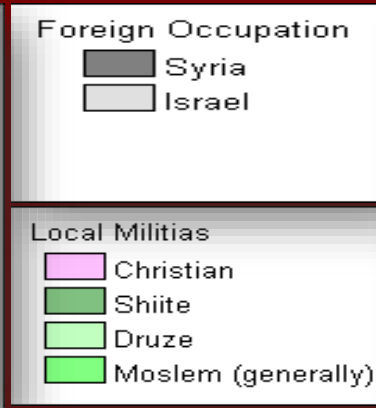 Foreign Occupation
Syria
Israel
Local Militias
Christian
Shiite
Druze
Moslem (generally)